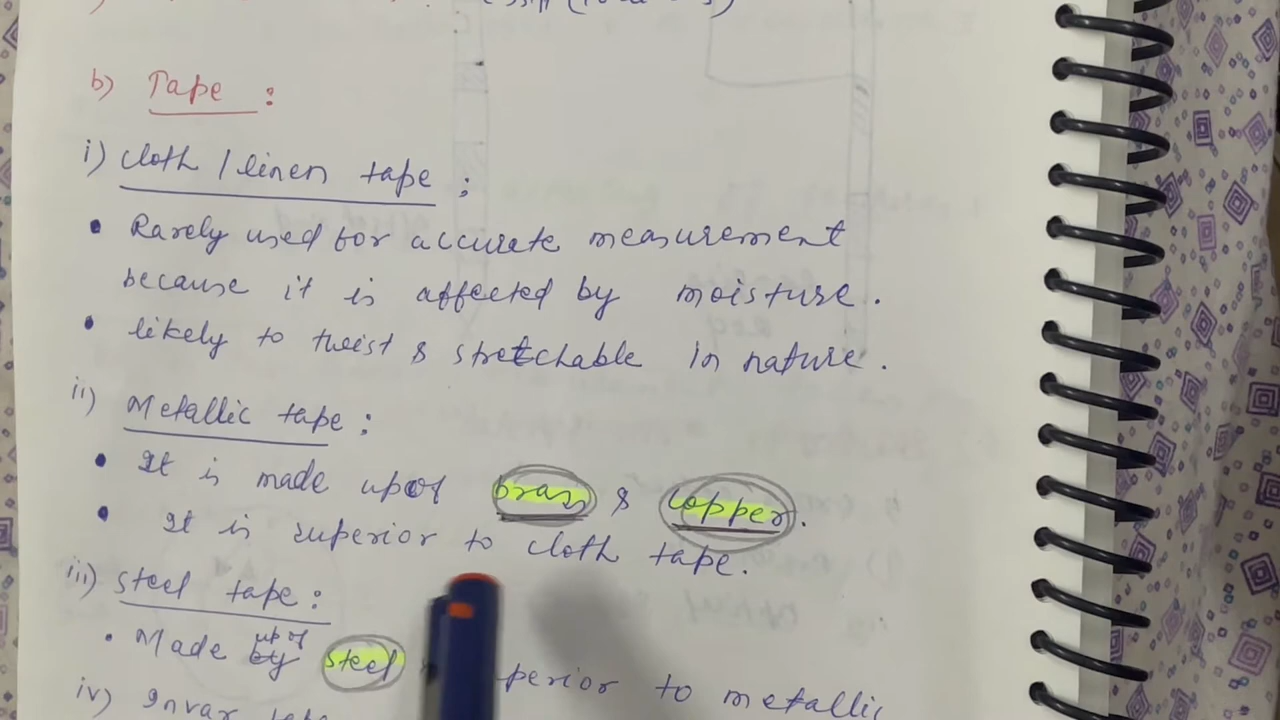 b) Tape :
i) cloth / linen tape ;
• Rarely used for accurate measurement
because it is affected by moisture.
• likely to twist & stretchable in nature.
ii) Metallic tape :
• It is made up of brass & copper.
• It is superior to cloth tape.
iii) Steel tape :
• Made up of steel perior to metallic
iv) Invar tape